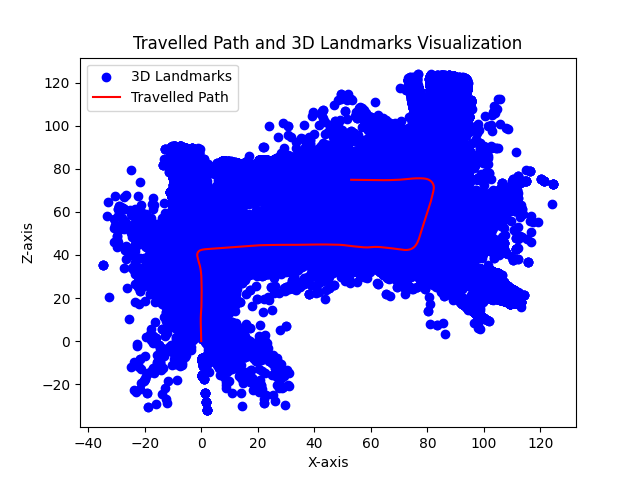 Travelled Path and 3D Landmarks Visualization
3D Landmarks
Travelled Path
120
100
80
60
40
20
0
−20
Z-axis
−40 −20 0 20 40 60 80 100 120
X-axis